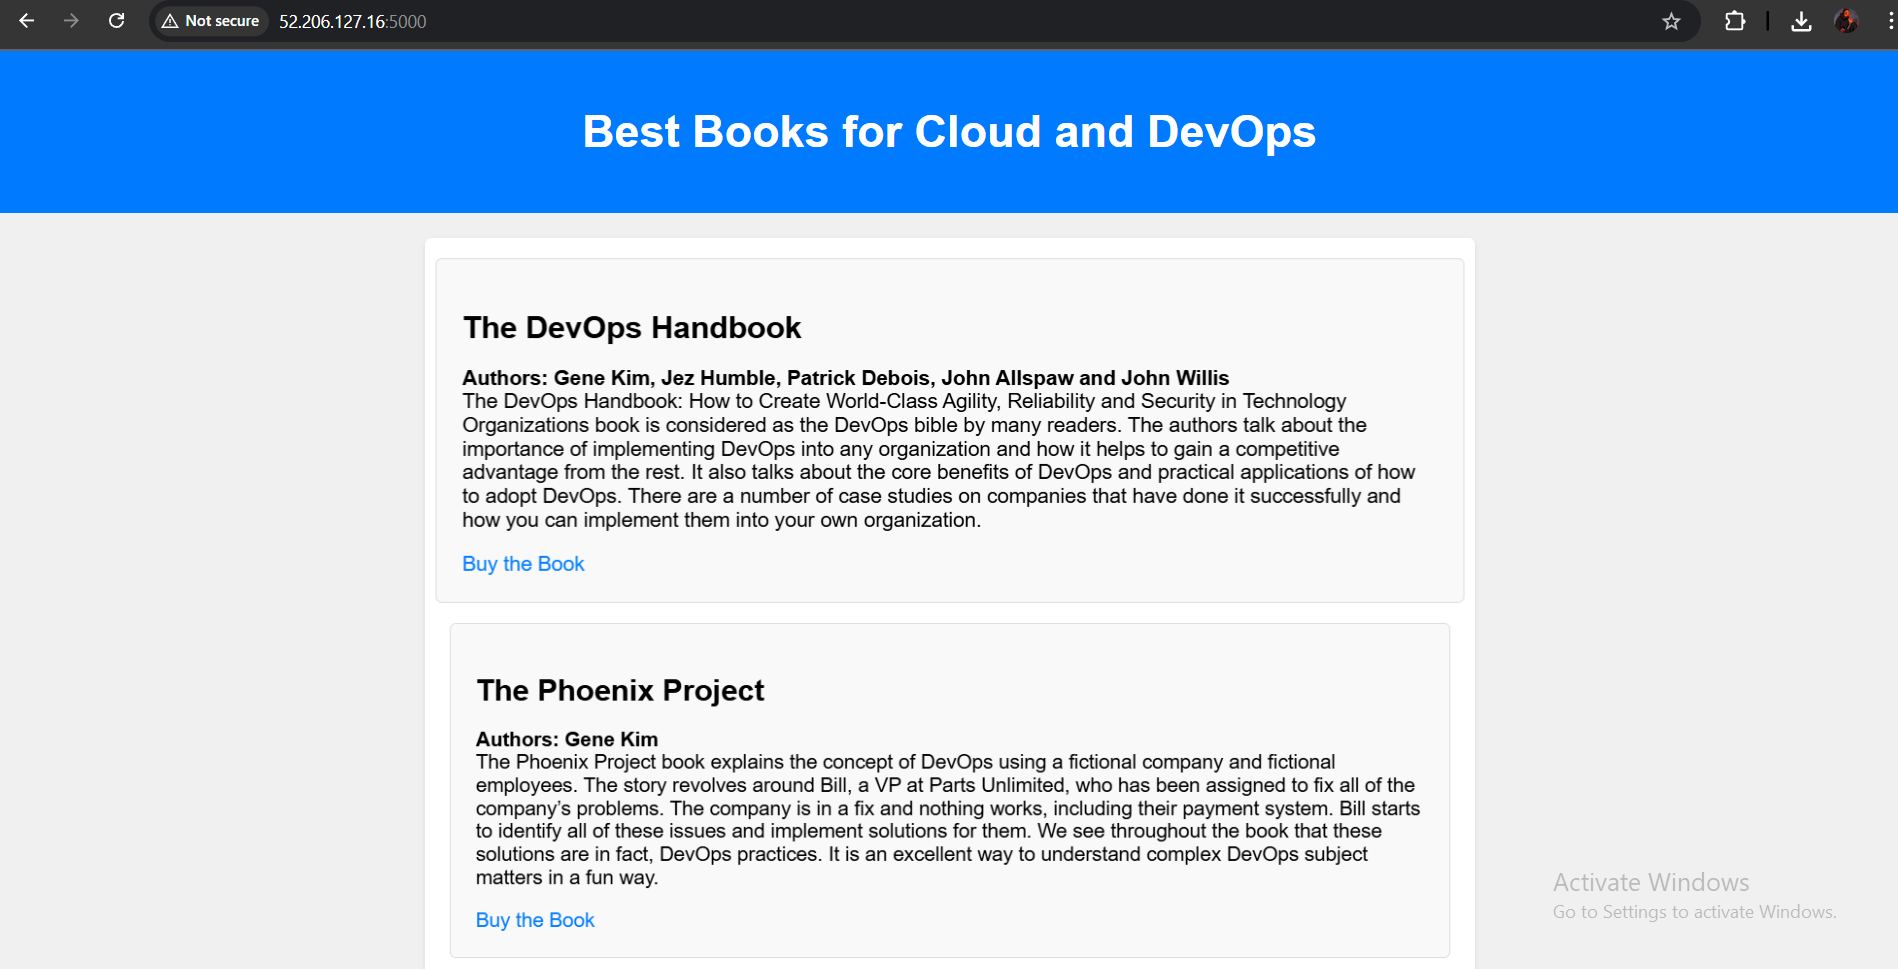 Not secure 52.206.127.16:5000
Best Books for Cloud and DevOps
The DevOps Handbook
Authors: Gene Kim, Jez Humble, Patrick Debois, John Allspaw and John Willis
The DevOps Handbook: How to Create World-Class Agility, Reliability and Security in Technology
Organizations book is considered as the DevOps bible by many readers. The authors talk about the
importance of implementing DevOps into any organization and how it helps to gain a competitive
advantage from the rest. It also talks about the core benefits of DevOps and practical applications of how
to adopt DevOps. There are a number of case studies on companies that have done it successfully and
how you can implement them into your own organization.
Buy the Book
The Phoenix Project
Authors: Gene Kim
The Phoenix Project book explains the concept of DevOps using a fictional company and fictional
employees. The story revolves around Bill, a VP at Parts Unlimited, who has been assigned to fix all of the
company’s problems. The company is in a fix and nothing works, including their payment system. Bill starts
to identify all of these issues and implement solutions for them. We see throughout the book that these
solutions are in fact, DevOps practices. It is an excellent way to understand complex DevOps subject
matters in a fun way.
Buy the Book
Activate Windows
Go to Settings to activate Windows.